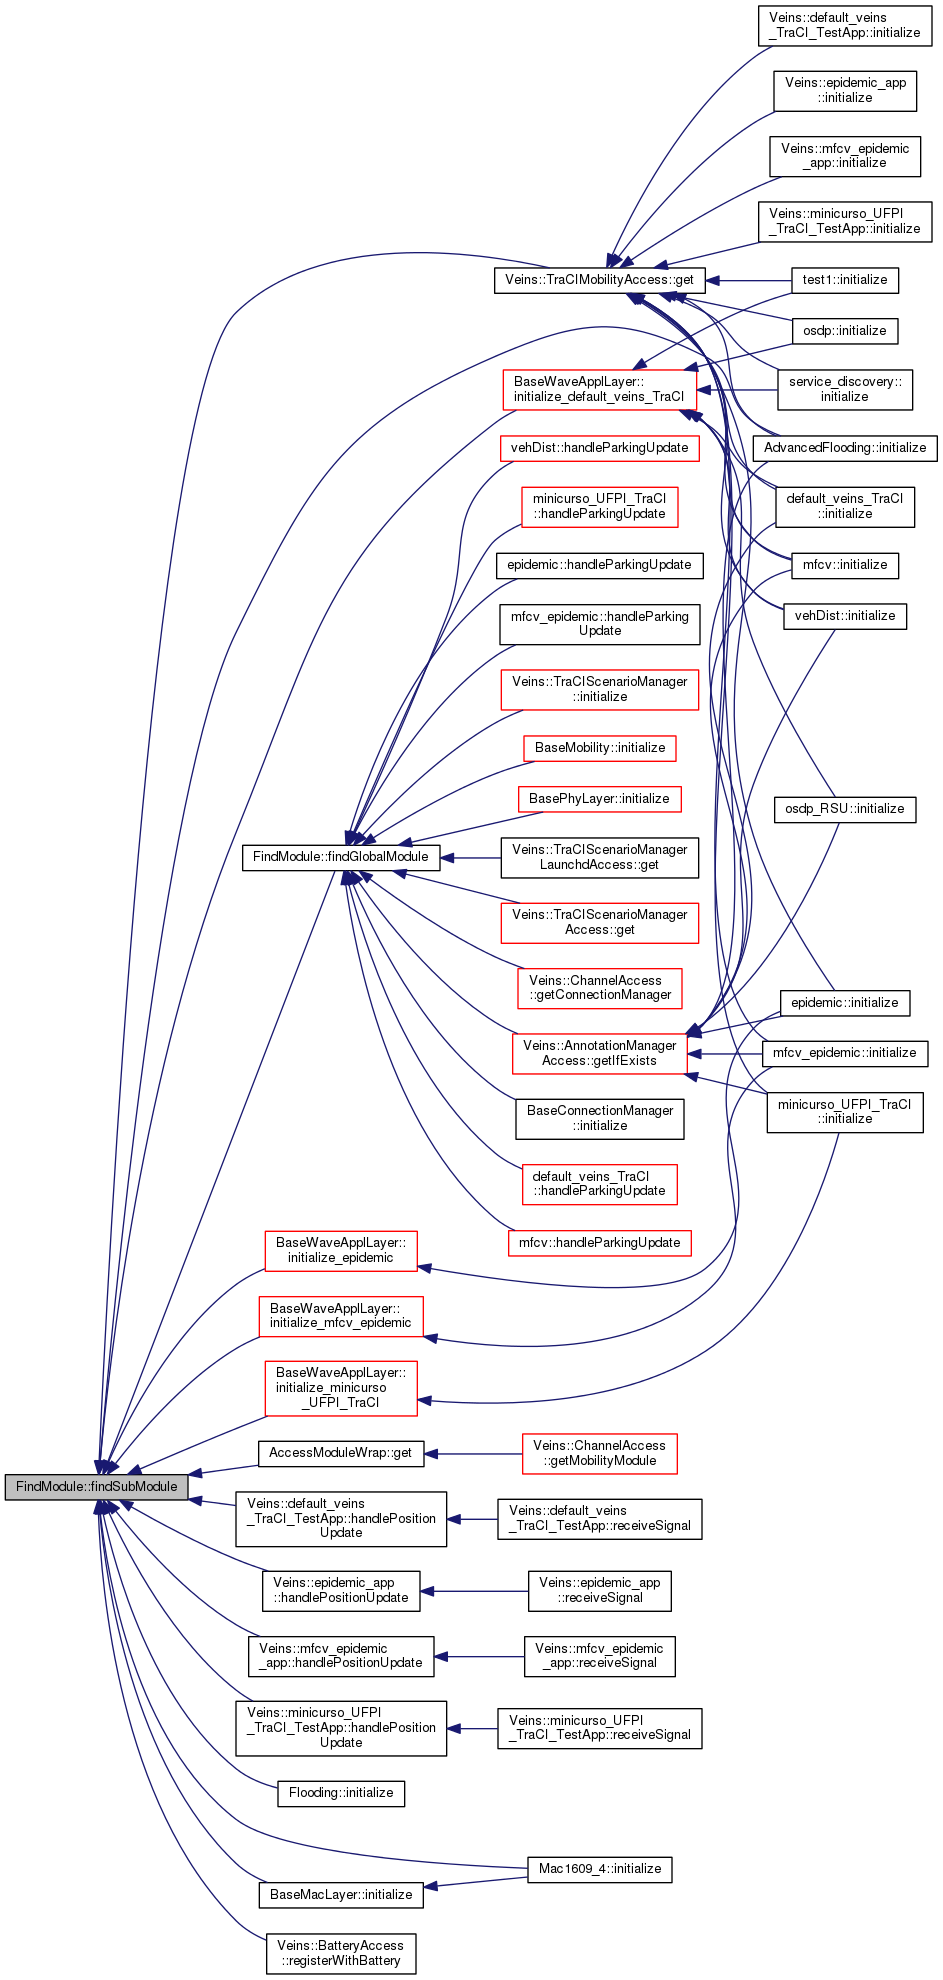 Veins::default_veins
_TraCI_TestApp::initialize
Veins::epidemic_app
::initialize
Veins::mfcv_epidemic
_app::initialize
Veins::minicurso_UFPI
_TraCI_TestApp::initialize
Veins::TraCIMobilityAccess::get
test1::initialize
osdp::initialize
BaseWaveApplLayer::
initialize_default_veins_TraCI
service_discovery::
initialize
vehDist::handleParkingUpdate
AdvancedFlooding::initialize
minicurso_UFPI_TraCI
::handleParkingUpdate
default_veins_TraCI
::initialize
epidemic::handleParkingUpdate
mfcv::initialize
mfcv_epidemic::handleParking
Update
vehDist::initialize
Veins::TraCIScenarioManager
::initialize
BaseMobility::initialize
BasePhyLayer::initialize
osdp_RSU::initialize
FindModule::findGlobalModule
Veins::TraCIScenarioManager
LaunchdAccess::get
Veins::TraCIScenarioManager
Access::get
Veins::ChannelAccess
::getConnectionManager
epidemic::initialize
Veins::AnnotationManager
Access::getIfExists
mfcv_epidemic::initialize
BaseConnectionManager
::initialize
minicurso_UFPI_TraCI
::initialize
default_veins_TraCI
::handleParkingUpdate
mfcv::handleParkingUpdate
BaseWaveApplLayer::
initialize_epidemic
BaseWaveApplLayer::
initialize_mfcv_epidemic
BaseWaveApplLayer::
initialize_minicurso
_UFPI_TraCI
AccessModuleWrap::get
Veins::ChannelAccess
::getMobilityModule
FindModule::findSubModule
Veins::default_veins
_TraCI_TestApp::handlePosition
Update
Veins::default_veins
_TraCI_TestApp::receiveSignal
Veins::epidemic_app
::handlePositionUpdate
Veins::epidemic_app
::receiveSignal
Veins::mfcv_epidemic
_app::handlePositionUpdate
Veins::mfcv_epidemic
_app::receiveSignal
Veins::minicurso_UFPI
_TraCI_TestApp::handlePosition
Update
Veins::minicurso_UFPI
_TraCI_TestApp::receiveSignal
Flooding::initialize
Mac1609_4::initialize
BaseMacLayer::initialize
Veins::BatteryAccess
::registerWithBattery